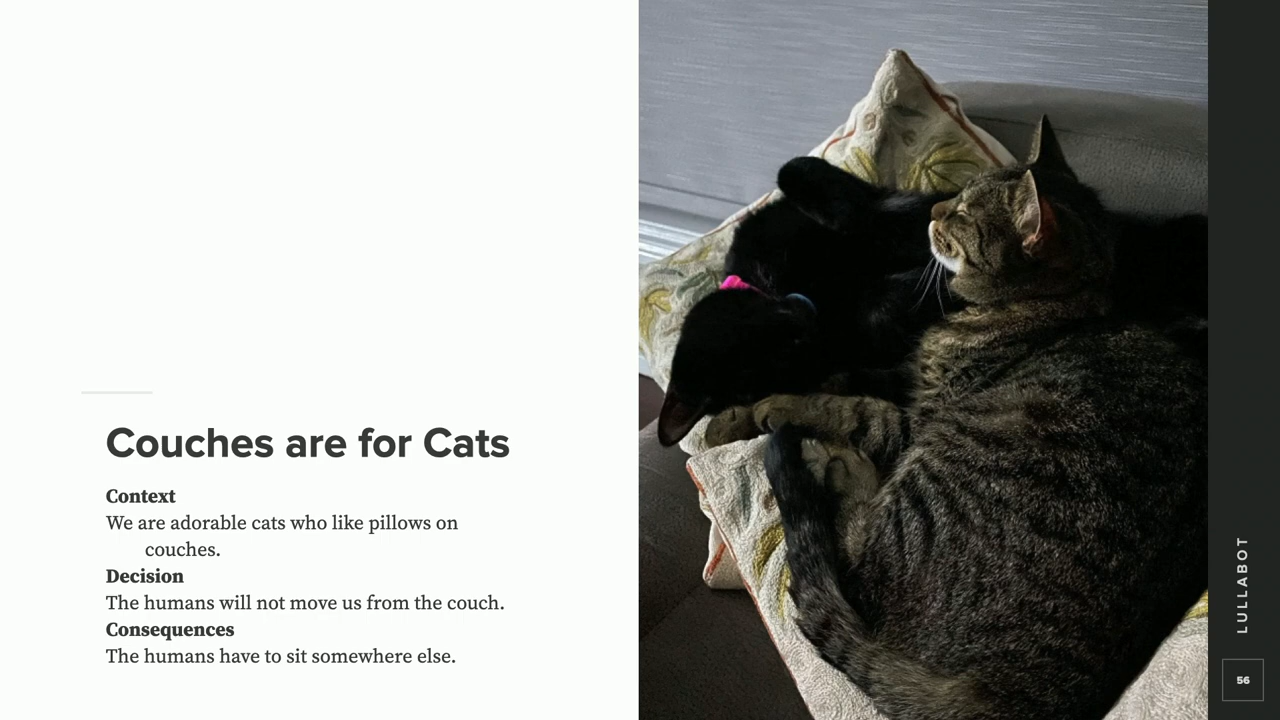 Couches are for Cats
Context
We are adorable cats who like pillows on
couches.
Decision
The humans will not move us from the couch.
Consequences
The humans have to sit somewhere else.
LULLABOT
56